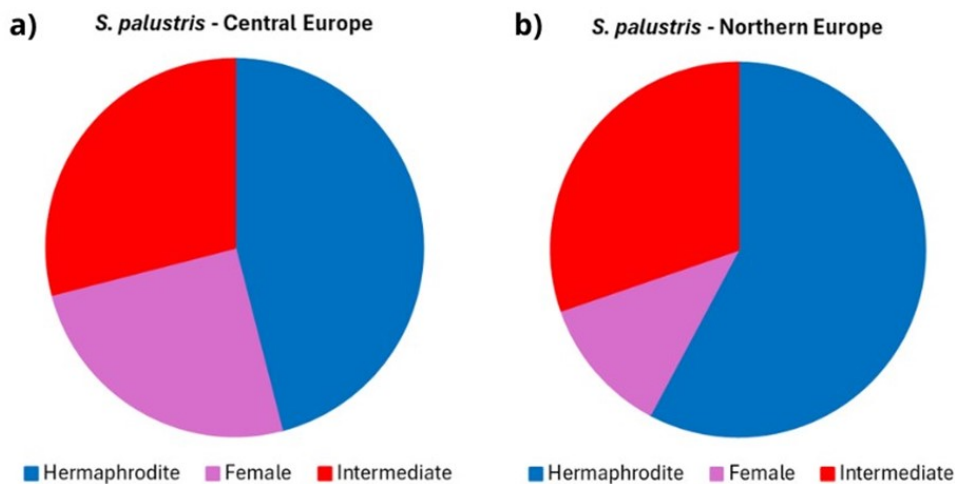 a) S. palustris - Central Europe
Hermaphrodite Female Intermediate
b) S. palustris - Northern Europe
Hermaphrodite Female Intermediate